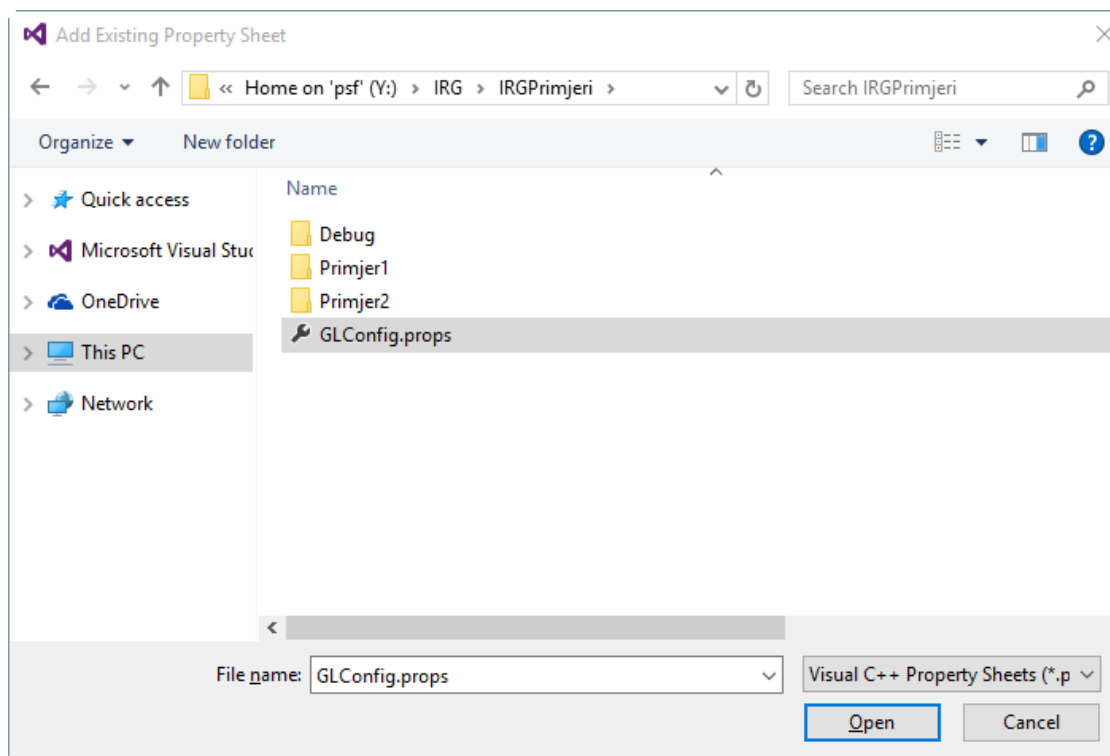 Add Existing Property Sheet
« Home on 'psf' (Y:) > IRG > IRGPrimjeri >
Search IRGPrimjeri
Organize
New folder
?
Quick access
Microsoft Visual Stud
OneDrive
This PC
Network
Name
Debug
Primjer1
Primjer2
GLConfig.props
File name:
GLConfig.props
Visual C++ Property Sheets (*.p
Open
Cancel